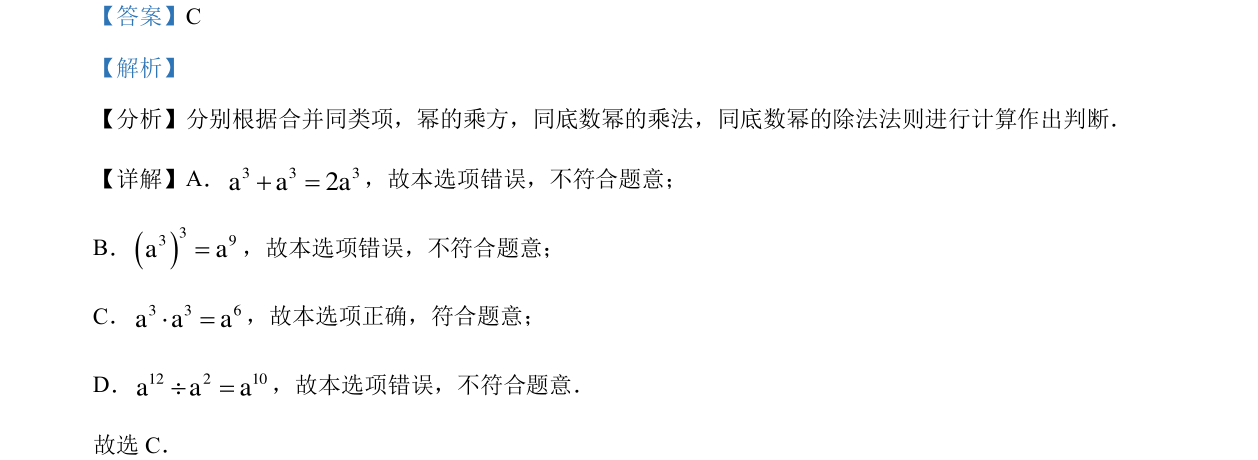 【答案】C
【解析】
【分析】分别根据合并同类项，幂的乘方，同底数幂的乘法，同底数幂的除法法则进行计算作出判断．
【详解】A．a³＋a³＝2a³，故本选项错误，不符合题意；
B．(a³)³＝a⁹，故本选项错误，不符合题意；
C．a³·a³＝a⁶，故本选项正确，符合题意；
D．a¹²÷a²＝a¹⁰，故本选项错误，不符合题意．
故选 C．